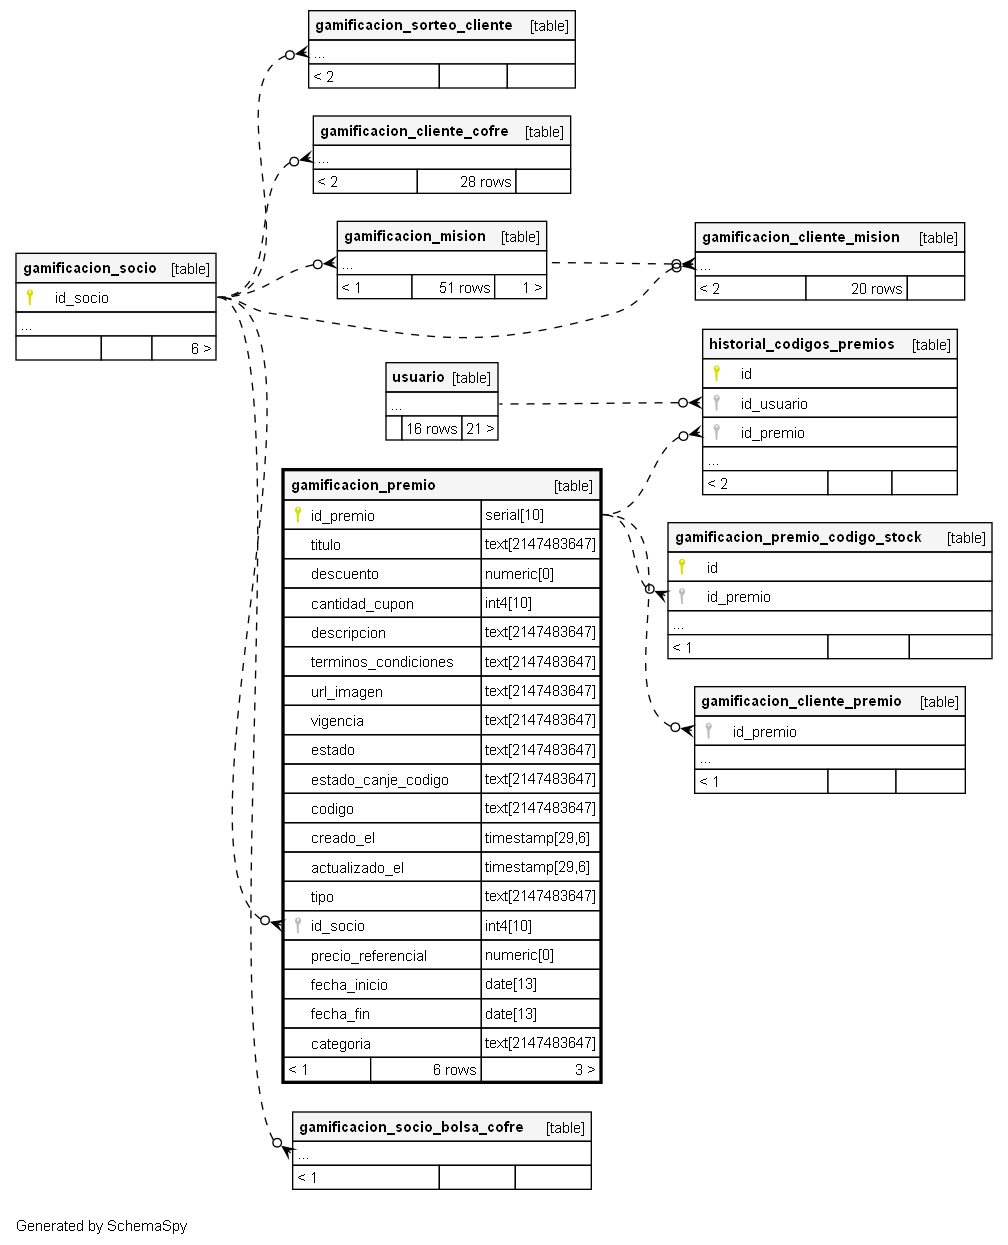 gamificacion_sorteo_cliente [table]
...
< 2
gamificacion_cliente_cofre [table]
...
< 2 28 rows
gamificacion_mision [table]
...
< 1 51 rows 1 >
gamificacion_cliente_mision [table]
...
< 2 20 rows
gamificacion_socio [table]
id_socio
...
6 >
historial_codigos_premios [table]
id
id_usuario
id_premio
...
< 2
usuario [table]
...
16 rows 21 >
gamificacion_premio [table]
id_premio serial[10]
titulo text[2147483647]
descuento numeric[0]
cantidad_cupon int4[10]
descripcion text[2147483647]
terminos_condiciones text[2147483647]
url_imagen text[2147483647]
vigencia text[2147483647]
estado text[2147483647]
estado_canje_codigo text[2147483647]
codigo text[2147483647]
creado_el timestamp[29,6]
actualizado_el timestamp[29,6]
tipo text[2147483647]
id_socio int4[10]
precio_referencial numeric[0]
fecha_inicio date[13]
fecha_fin date[13]
categoria text[2147483647]
< 1 6 rows 3 >
gamificacion_premio_codigo_stock [table]
id
id_premio
...
< 1
gamificacion_cliente_premio [table]
id_premio
...
< 1
gamificacion_socio_bolsa_cofre [table]
...
< 1
Generated by SchemaSpy